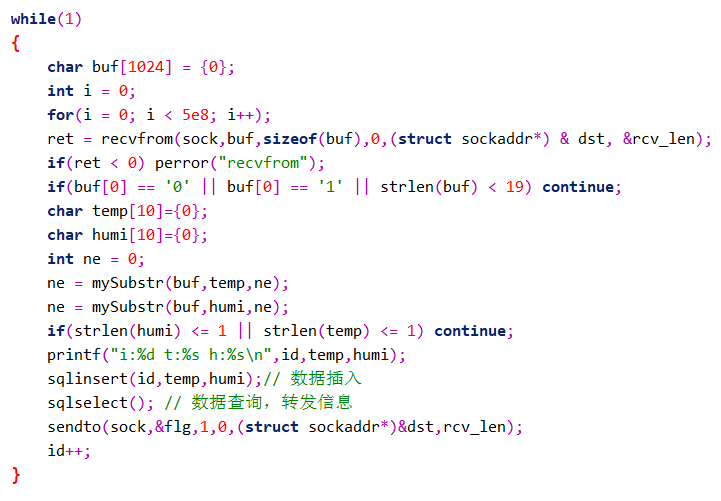 while(1)
{
    char buf[1024] = {0};
    int i = 0;
    for(i = 0; i < 5e8; i++);
    ret = recvfrom(sock,buf,sizeof(buf),0,(struct sockaddr*) & dst, &rcv_len);
    if(ret < 0) perror("recvfrom");
    if(buf[0] == '0' || buf[0] == '1' || strlen(buf) < 19) continue;
    char temp[10]={0};
    char humi[10]={0};
    int ne = 0;
    ne = mySubstr(buf,temp,ne);
    ne = mySubstr(buf,humi,ne);
    if(strlen(humi) <= 1 || strlen(temp) <= 1) continue;
    printf("i:%d t:%s h:%s\n",id,temp,humi);
    sqlinsert(id,temp,humi);// 数据插入
    sqlselect(); // 数据查询，转发信息
    sendto(sock,&flg,1,0,(struct sockaddr*)&dst,rcv_len);
    id++;
}